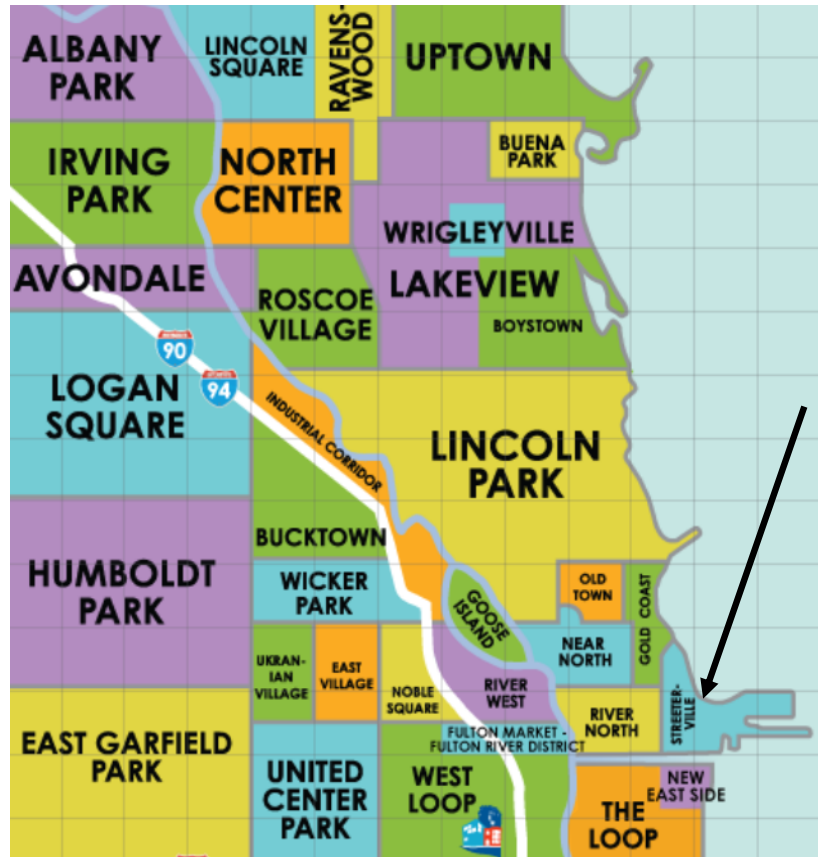 ALBANY
PARK
LINCOLN
SQUARE
RAVENS-
WOOD
UPTOWN
IRVING
PARK
NORTH
CENTER
BUENA
PARK
WRIGLEYVILLE
AVONDALE
ROSCOE
VILLAGE
LAKEVIEW
BOYSTOWN
90
94
LOGAN
SQUARE
INDUSTRIAL CORRIDOR
LINCOLN
PARK
BUCKTOWN
HUMBOLDT
PARK
WICKER
PARK
GOOSE
ISLAND
OLD
TOWN
GOLD COAST
NEAR
NORTH
UKRAN-
IAN
VILLAGE
EAST
VILLAGE
NOBLE
SQUARE
RIVER
WEST
RIVER
NORTH
STREETER-
VILLE
FULTON MARKET -
FULTON RIVER DISTRICT
EAST GARFIELD
PARK
UNITED
CENTER
PARK
WEST
LOOP
NEW
EAST SIDE
THE
LOOP